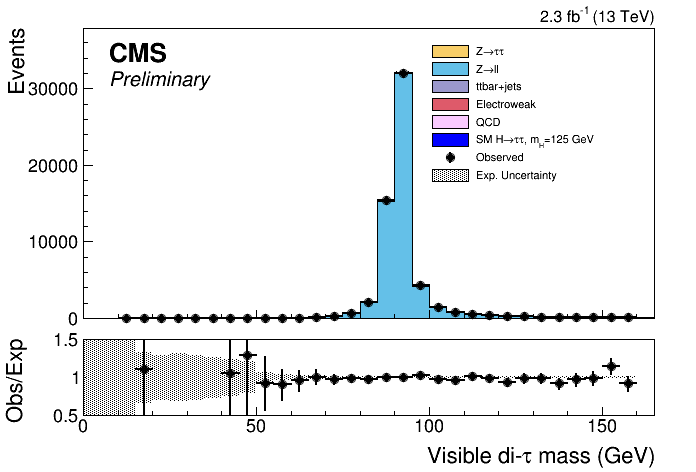 2.3 fb⁻¹ (13 TeV)
Events
CMS
Preliminary
Z→ττ
Z→ll
ttbar+jets
Electroweak
QCD
SM H→ττ, m_H=125 GeV
Observed
Exp. Uncertainty
30000
20000
10000
0
Obs/Exp
1.5
1
0.5
0 50 100 150
Visible di-τ mass (GeV)